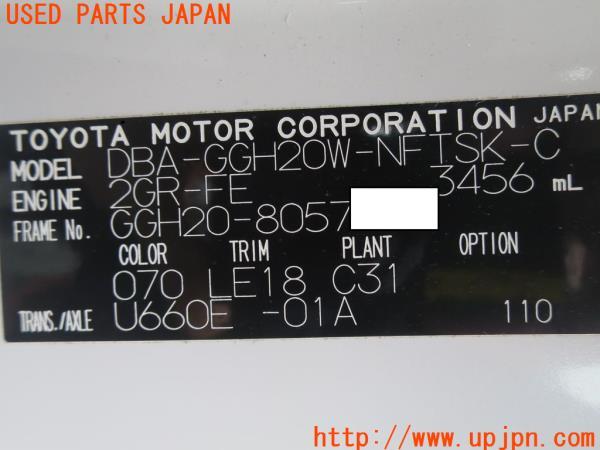 USED PARTS JAPAN
TOYOTA MOTOR CORPORATION JAPAN
MODEL DBA-GGH20W-NFTSK-C
ENGINE 2GR-FE 3456 mL
FRAME No. GGH20-8057
COLOR TRIM PLANT OPTION
070 LE18 C31
TRANS./AXLE U660E -01A 110
http://www.upjpn.com